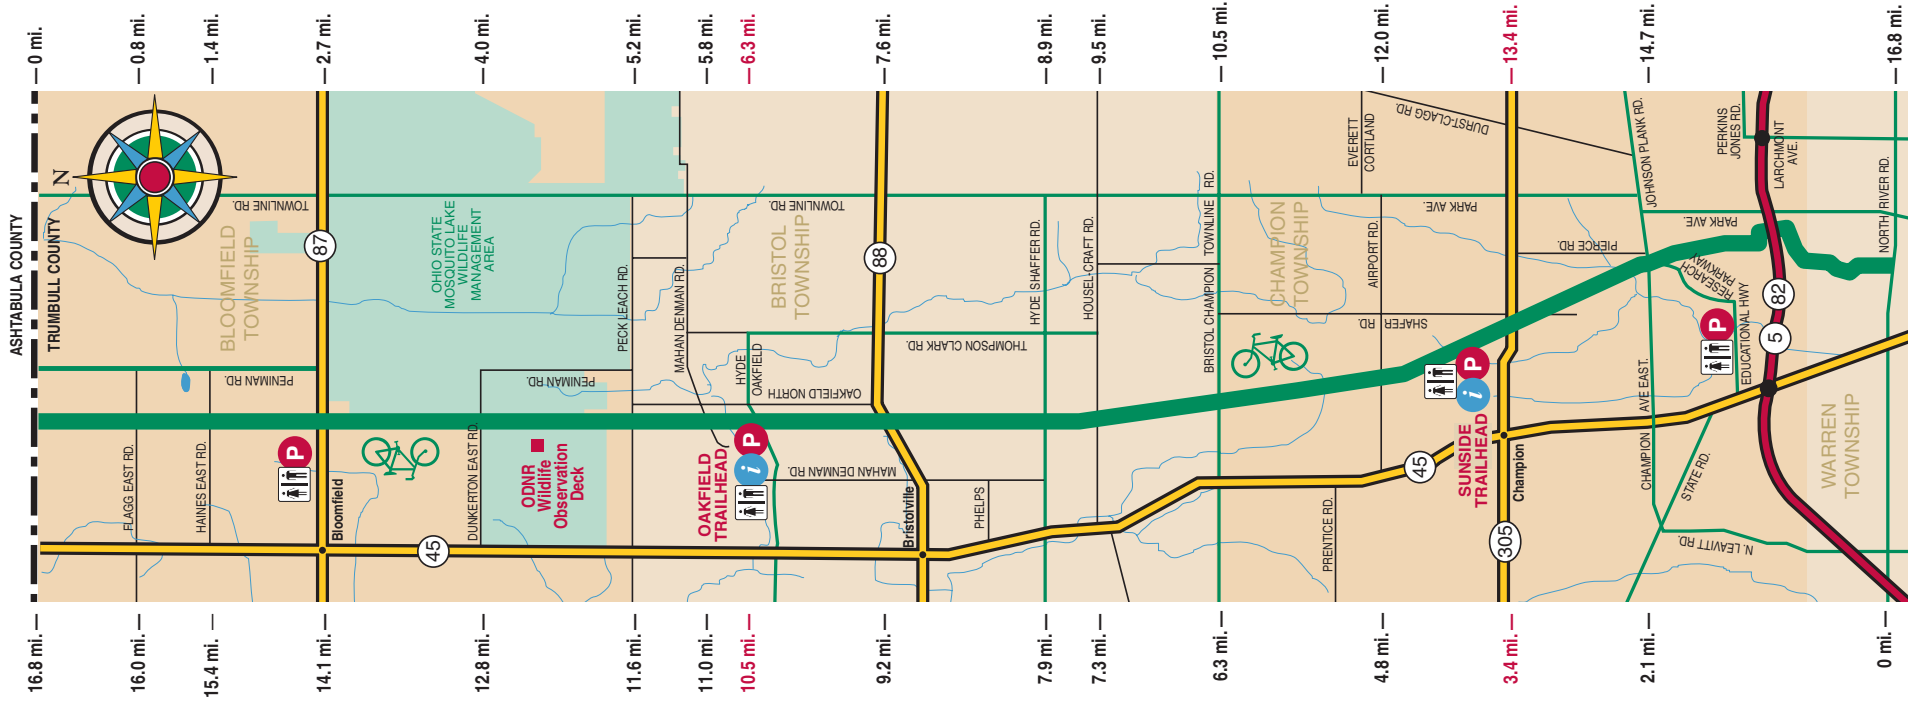 0 mi.
0.8 mi.
1.4 mi.
2.7 mi.
4.0 mi.
5.2 mi.
5.8 mi.
6.3 mi.
7.6 mi.
8.9 mi.
9.5 mi.
10.5 mi.
12.0 mi.
13.4 mi.
14.7 mi.
16.8 mi.
ASHTABULA COUNTY
TRUMBULL COUNTY
N
TOWNLINE RD.
BLOOMFIELD
TOWNSHIP
PENIMAN RD.
FLAGG EAST RD.
HAINES EAST RD.
P
87
Bloomfield
45
OHIO STATE
MOSQUITO LAKE
WILDLIFE
MANAGEMENT
AREA
DUNKERTON EAST RD.
PENIMAN RD.
ODNR
Wildlife
Observation
Deck
PECK LEACH RD.
MAHAN DENMAN RD.
OAKFIELD
TRAILHEAD
i
P
HYDE
OAKFIELD
TOWNLINE RD.
BRISTOL
TOWNSHIP
OAKFIELD NORTH
MAHAN DENMAN RD.
88
Bristolville
THOMPSON CLARK RD.
PHELPS
HYDE SHAFFER RD.
HOUSEL-CRAFT RD.
BRISTOL CHAMPION TOWNLINE RD.
CHAMPION
TOWNSHIP
PRENTICE RD.
EVERETT
CORTLAND
AIRPORT RD.
DURST-CLAGG RD.
PARK AVE.
SHAFER RD.
45
SUNSIDE
TRAILHEAD
i
P
305
Champion
PIERCE RD.
JOHNSON PLANK RD.
CHAMPION AVE EAST.
STATE RD.
N. LEAVITT RD.
PARK AVE.
RESEARCH
PARKWAY
P
EDUCATIONAL HWY
PERKINS
JONES RD.
LARCHMONT
AVE.
82
5
WARREN
TOWNSHIP
NORTH RIVER RD.
16.8 mi.
16.0 mi.
15.4 mi.
14.1 mi.
12.8 mi.
11.6 mi.
11.0 mi.
10.5 mi.
9.2 mi.
7.9 mi.
7.3 mi.
6.3 mi.
4.8 mi.
3.4 mi.
2.1 mi.
0 mi.